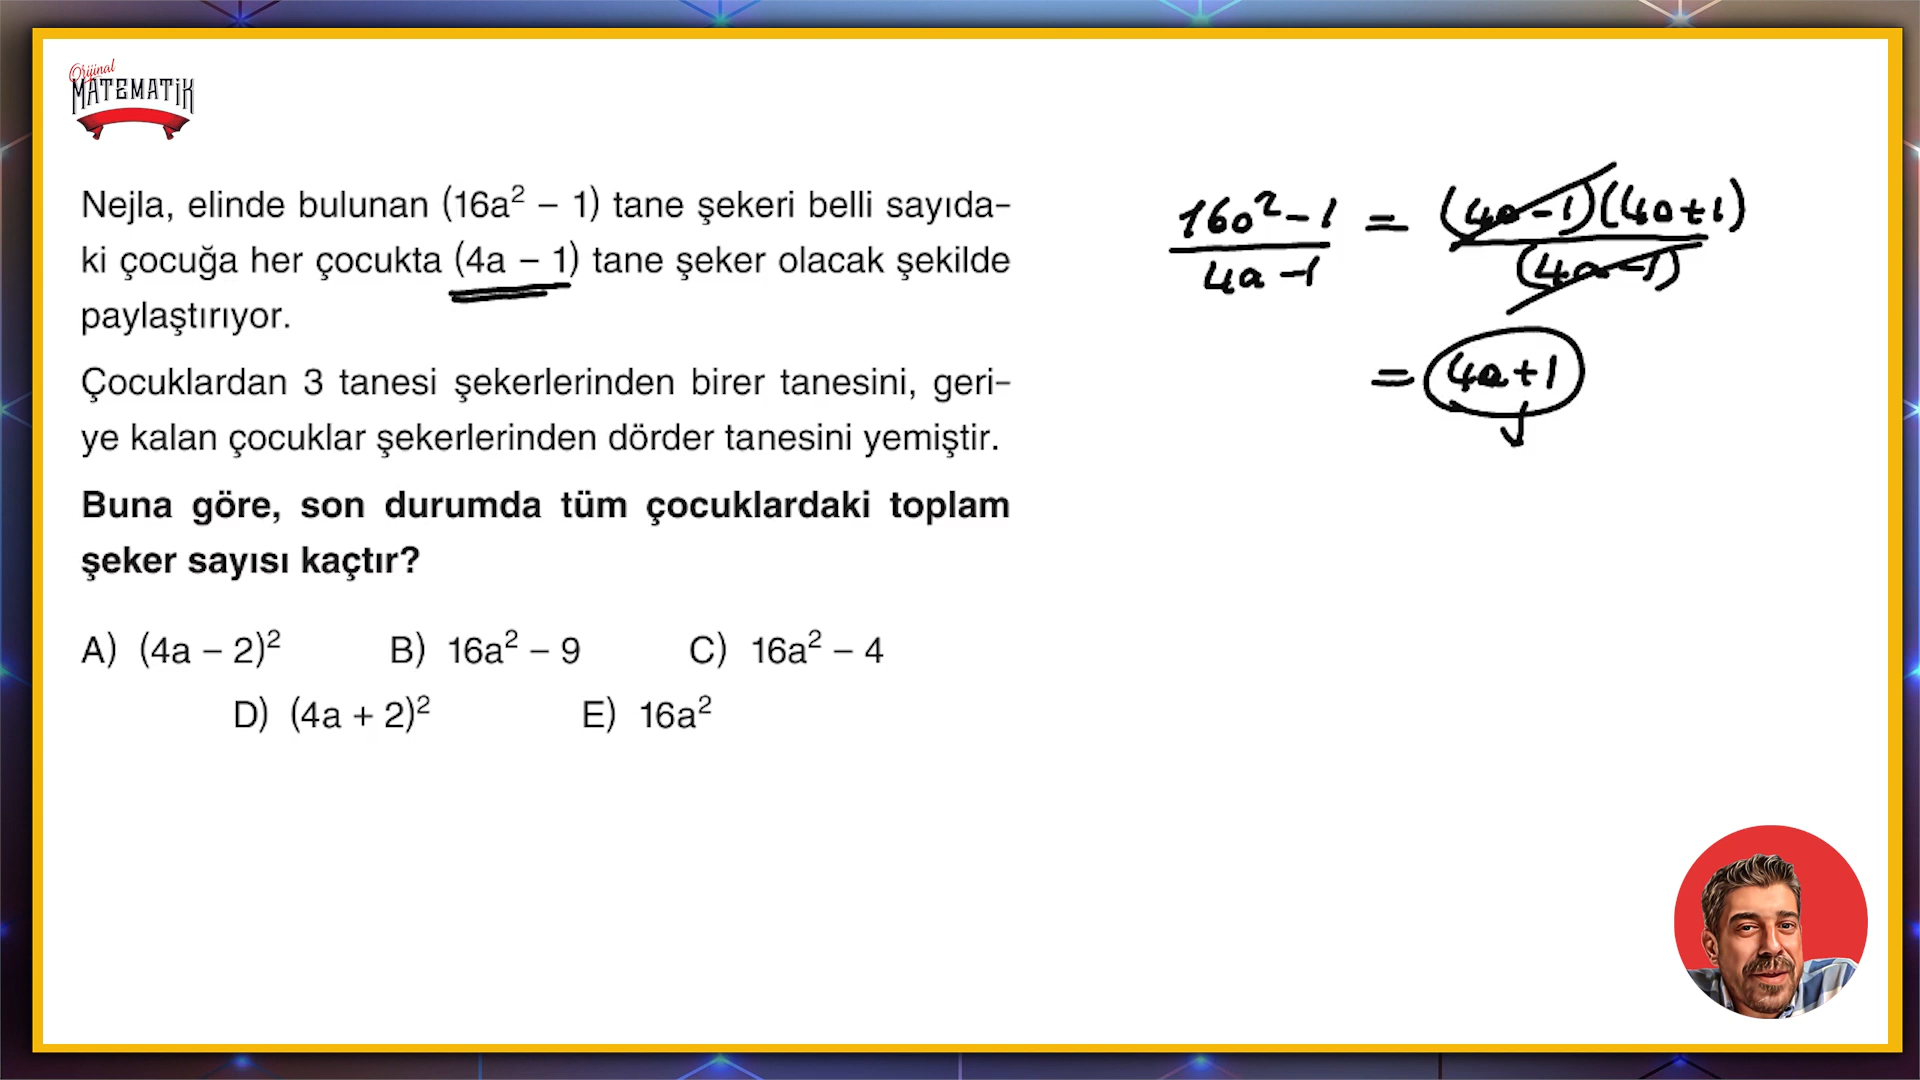 Orijinal
MATEMATİK
Nejla, elinde bulunan (16a² – 1) tane şekeri belli sayıda-
ki çocuğa her çocukta (4a – 1) tane şeker olacak şekilde
paylaştırıyor.
Çocuklardan 3 tanesi şekerlerinden birer tanesini, geri-
ye kalan çocuklar şekerlerinden dörder tanesini yemiştir.
Buna göre, son durumda tüm çocuklardaki toplam
şeker sayısı kaçtır?
A) (4a – 2)² B) 16a² – 9 C) 16a² – 4
D) (4a + 2)² E) 16a²
16a²-1 = (4a-1)(4a+1)
4a-1 (4a-1)
= 4a+1